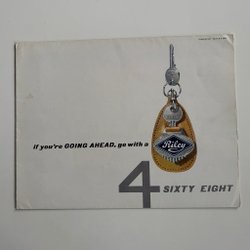 if you're GOING AHEAD, go with a
Riley
4 SIXTY EIGHT